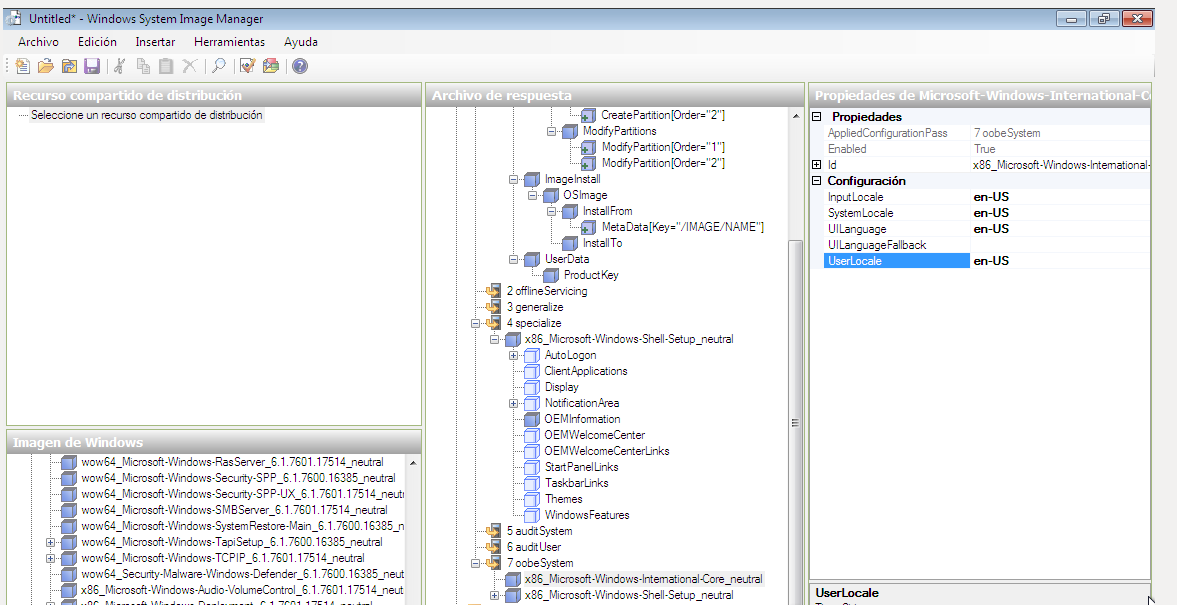 Untitled* - Windows System Image Manager
Archivo Edición Insertar Herramientas Ayuda
Recurso compartido de distribución
Seleccione un recurso compartido de distribución
Imagen de Windows
wow64_Microsoft-Windows-RasServer_6.1.7601.17514_neutral
wow64_Microsoft-Windows-Security-SPP_6.1.7600.16385_neutral
wow64_Microsoft-Windows-Security-SPP-UX_6.1.7601.17514_neutr
wow64_Microsoft-Windows-SMBServer_6.1.7601.17514_neutral
wow64_Microsoft-Windows-SystemRestore-Main_6.1.7600.16385_n
wow64_Microsoft-Windows-TapiSetup_6.1.7600.16385_neutral
wow64_Microsoft-Windows-TCPIP_6.1.7601.17514_neutral
wow64_Security-Malware-Windows-Defender_6.1.7600.16385_neut
x86_Microsoft-Windows-Audio-VolumeControl_6.1.7601.17514_neut
Archivo de respuesta
CreatePartition[Order="2"]
ModifyPartitions
ModifyPartition[Order="1"]
ModifyPartition[Order="2"]
ImageInstall
OSImage
InstallFrom
MetaData[Key="/IMAGE/NAME"]
InstallTo
UserData
ProductKey
2 offlineServicing
3 generalize
4 specialize
x86_Microsoft-Windows-Shell-Setup_neutral
AutoLogon
ClientApplications
Display
NotificationArea
OEMInformation
OEMWelcomeCenter
OEMWelcomeCenterLinks
StartPanelLinks
TaskbarLinks
Themes
WindowsFeatures
5 auditSystem
6 auditUser
7 oobeSystem
x86_Microsoft-Windows-International-Core_neutral
x86_Microsoft-Windows-Shell-Setup_neutral
Propiedades de Microsoft-Windows-International-C
Propiedades
AppliedConfigurationPass 7 oobeSystem
Enabled True
Id x86_Microsoft-Windows-International-
Configuración
InputLocale en-US
SystemLocale en-US
UILanguage en-US
UILanguageFallback
UserLocale en-US
UserLocale